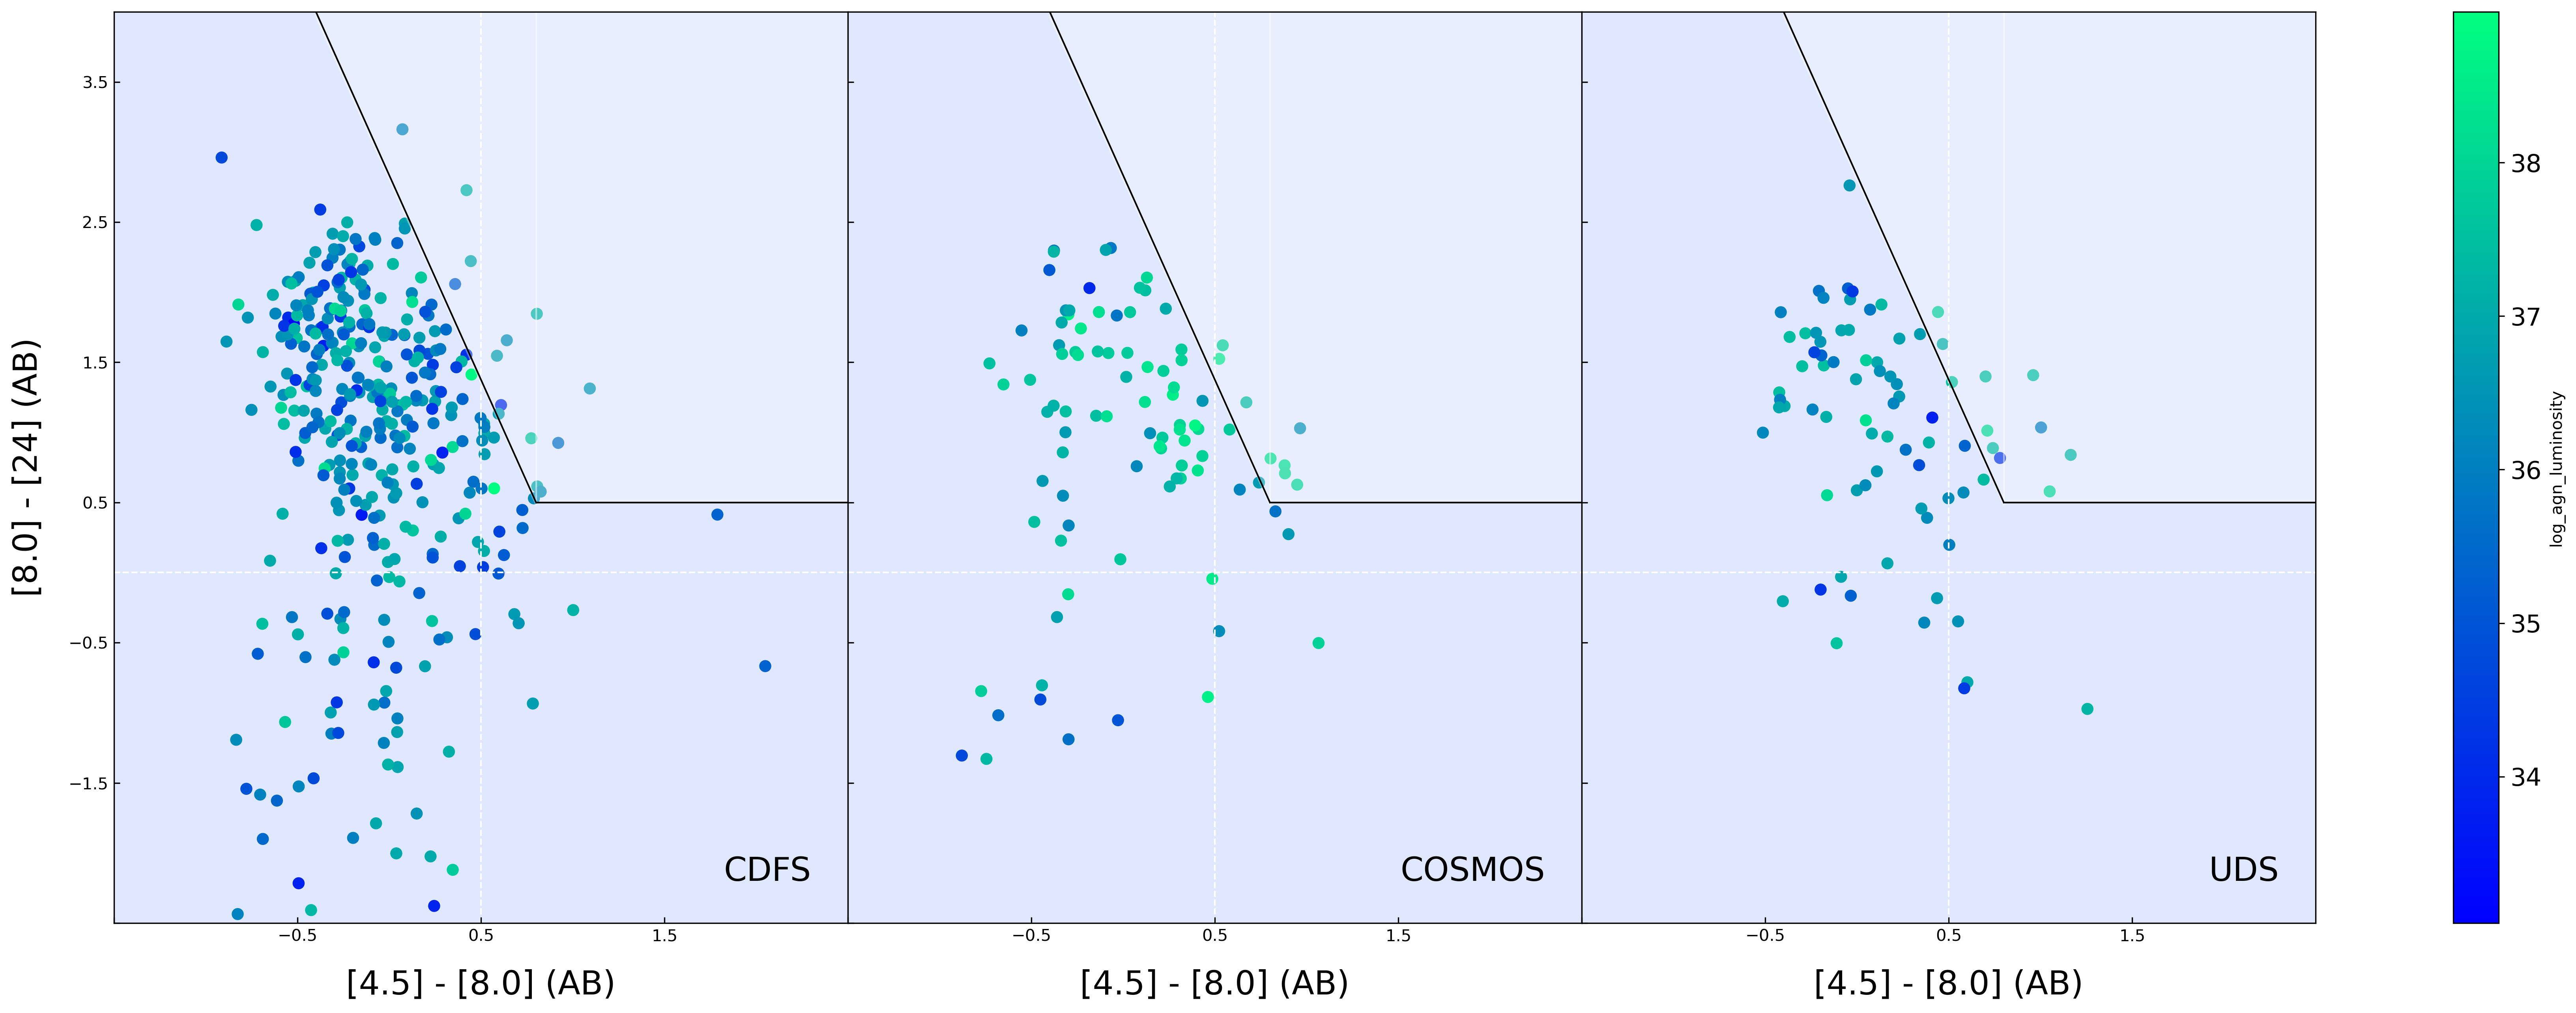 [8.0] - [24] (AB)
3.5
2.5
1.5
0.5
−0.5
−1.5
CDFS
COSMOS
UDS
−0.5 0.5 1.5
−0.5 0.5 1.5
−0.5 0.5 1.5
[4.5] - [8.0] (AB)
[4.5] - [8.0] (AB)
[4.5] - [8.0] (AB)
38
37
36
35
34
log_agn_luminosity